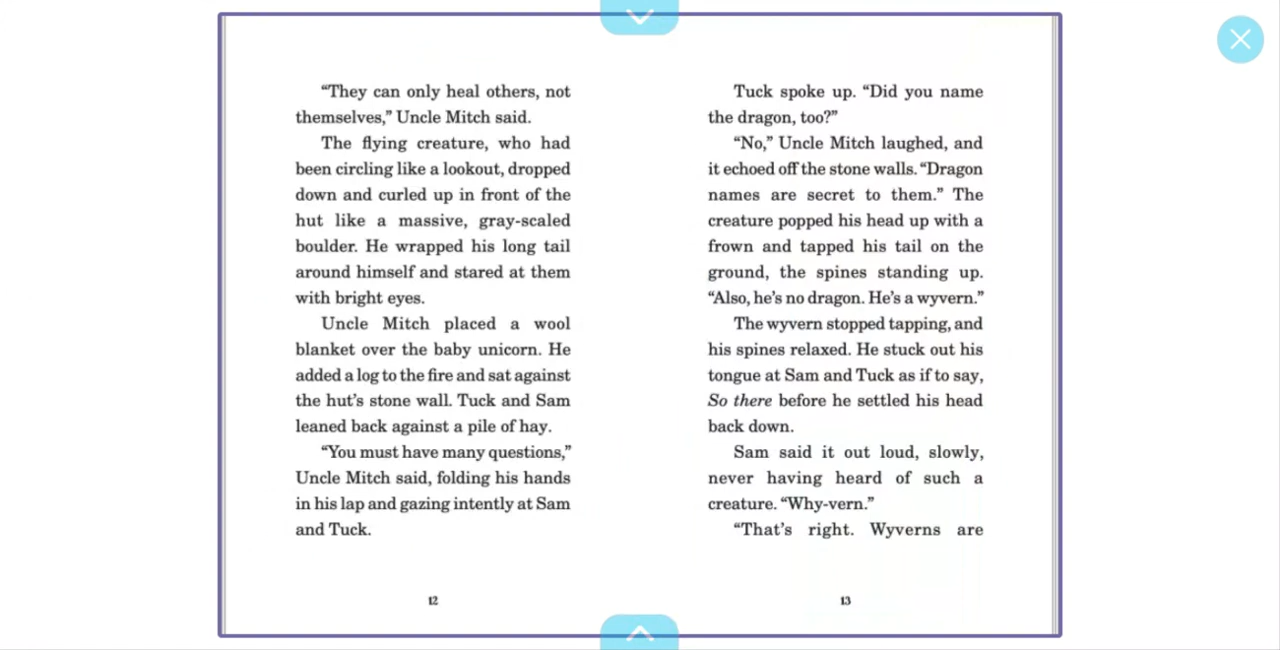 “They can only heal others, not
themselves,” Uncle Mitch said.
The flying creature, who had
been circling like a lookout, dropped
down and curled up in front of the
hut like a massive, gray-scaled
boulder. He wrapped his long tail
around himself and stared at them
with bright eyes.
Uncle Mitch placed a wool
blanket over the baby unicorn. He
added a log to the fire and sat against
the hut’s stone wall. Tuck and Sam
leaned back against a pile of hay.
“You must have many questions,”
Uncle Mitch said, folding his hands
in his lap and gazing intently at Sam
and Tuck.
12
Tuck spoke up. “Did you name
the dragon, too?”
“No,” Uncle Mitch laughed, and
it echoed off the stone walls. “Dragon
names are secret to them.” The
creature popped his head up with a
frown and tapped his tail on the
ground, the spines standing up.
“Also, he’s no dragon. He’s a wyvern.”
The wyvern stopped tapping, and
his spines relaxed. He stuck out his
tongue at Sam and Tuck as if to say,
So there before he settled his head
back down.
Sam said it out loud, slowly,
never having heard of such a
creature. “Why-vern.”
“That’s right. Wyverns are
13